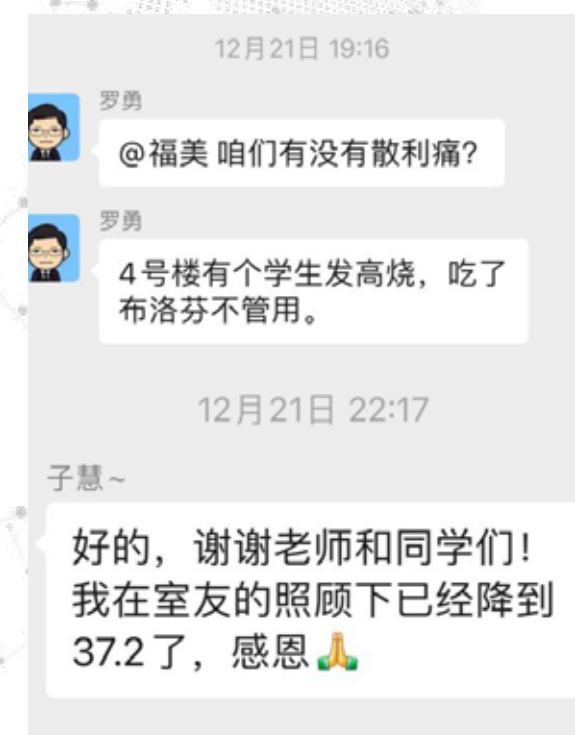 12月21日 19:16
罗勇
@福美 咱们有没有散利痛?
罗勇
4号楼有个学生发高烧，吃了
布洛芬不管用。
12月21日 22:17
子慧~
好的，谢谢老师和同学们!
我在室友的照顾下已经降到
37.2了，感恩🙏